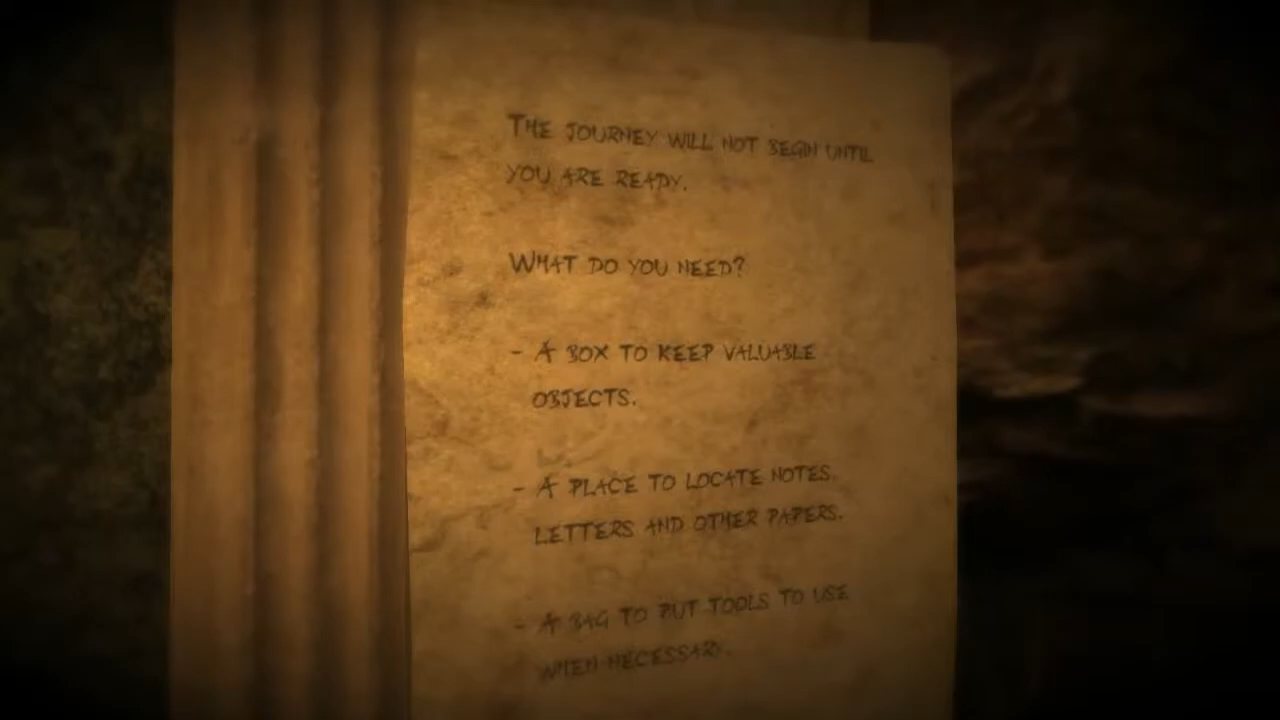 THE JOURNEY WILL NOT BEGIN UNTIL
YOU ARE READY.
WHAT DO YOU NEED?
- A BOX TO KEEP VALUABLE
OBJECTS.
- A PLACE TO LOCATE NOTES,
LETTERS AND OTHER PAPERS.
- A BAG TO PUT TOOLS TO USE
WHEN NECESSARY.